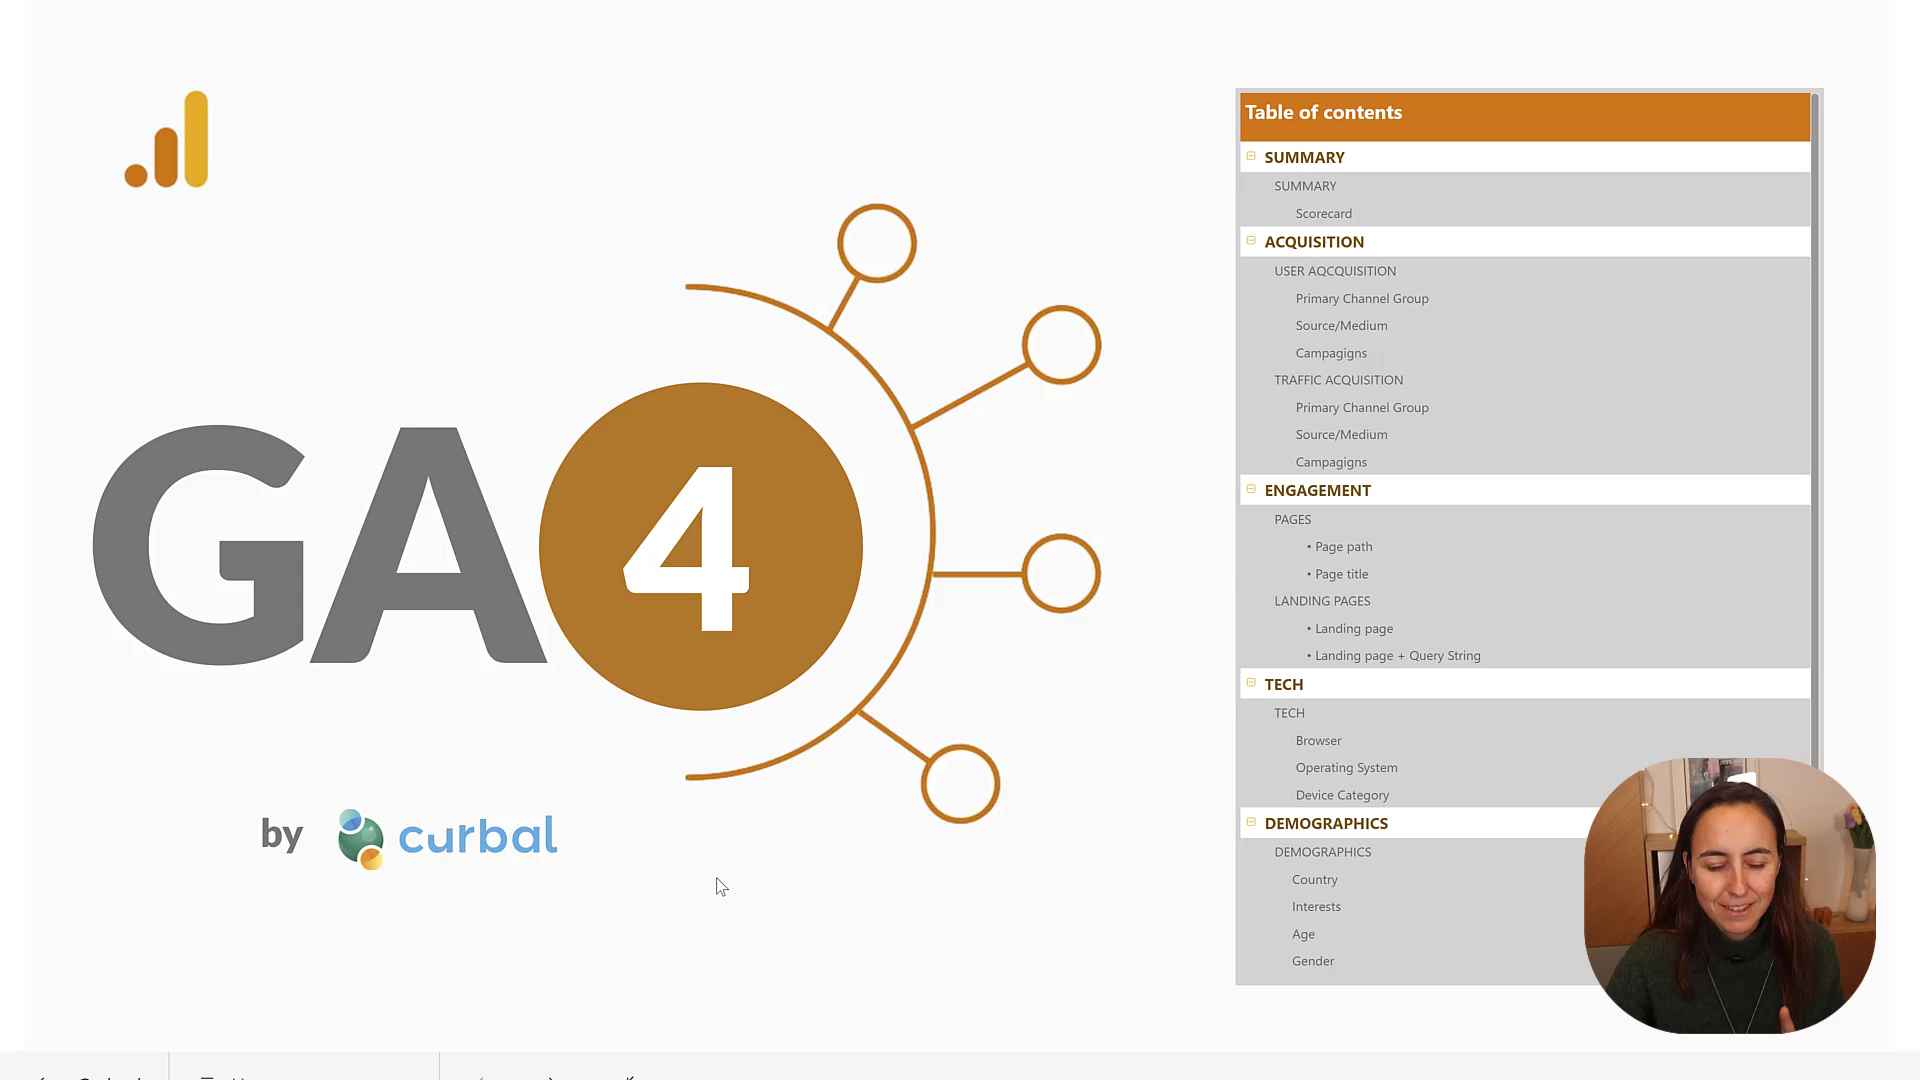 GA4
by curbal
Table of contents
SUMMARY
SUMMARY
Scorecard
ACQUISITION
USER AQCQUISITION
Primary Channel Group
Source/Medium
Campagigns
TRAFFIC ACQUISITION
Primary Channel Group
Source/Medium
Campagigns
ENGAGEMENT
PAGES
• Page path
• Page title
LANDING PAGES
• Landing page
• Landing page + Query String
TECH
TECH
Browser
Operating System
Device Category
DEMOGRAPHICS
DEMOGRAPHICS
Country
Interests
Age
Gender